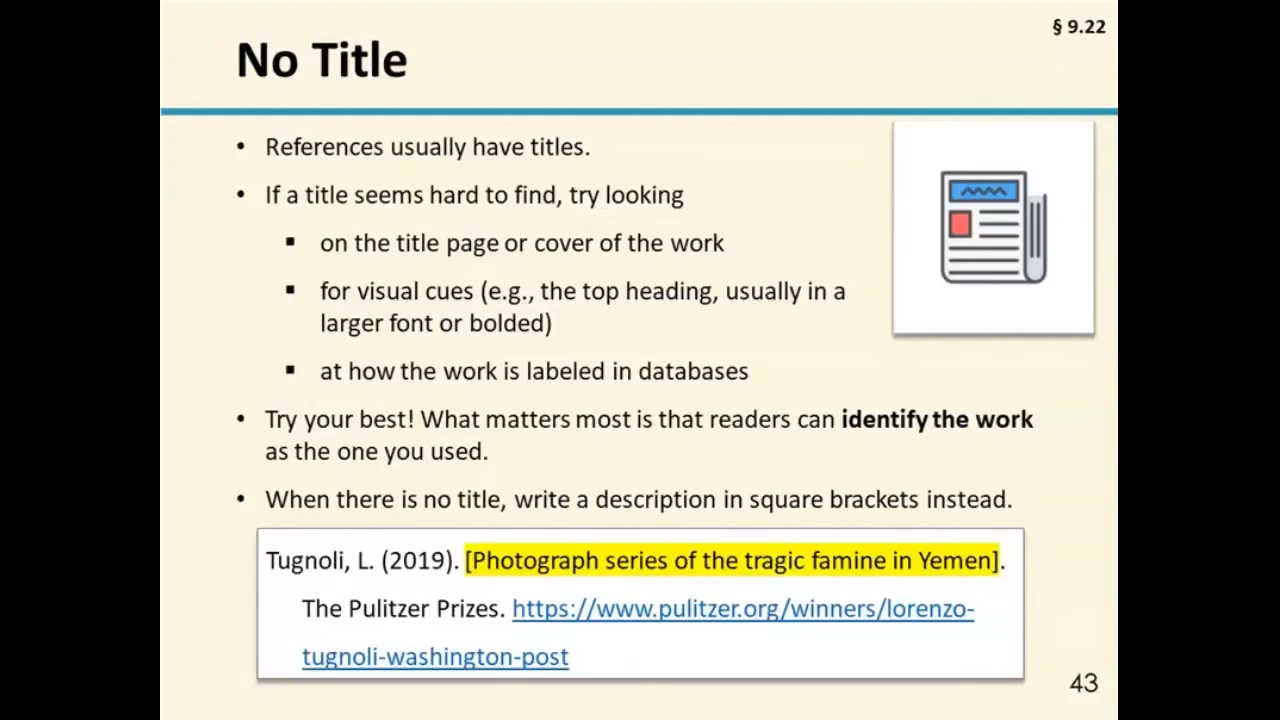 § 9.22
No Title
• References usually have titles.
• If a title seems hard to find, try looking
▪ on the title page or cover of the work
▪ for visual cues (e.g., the top heading, usually in a
larger font or bolded)
▪ at how the work is labeled in databases
• Try your best! What matters most is that readers can identify the work
as the one you used.
• When there is no title, write a description in square brackets instead.
Tugnoli, L. (2019). [Photograph series of the tragic famine in Yemen].
The Pulitzer Prizes. https://www.pulitzer.org/winners/lorenzo-
tugnoli-washington-post
43